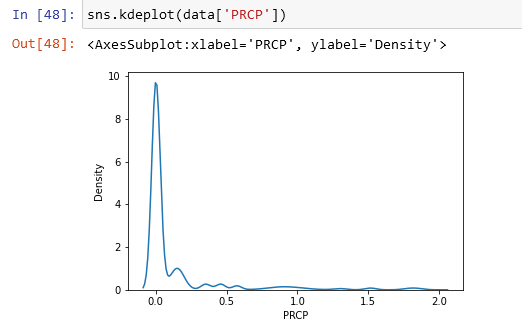 In [48]: sns.kdeplot(data['PRCP'])
Out[48]: <AxesSubplot:xlabel='PRCP', ylabel='Density'>
10
8
6
4
2
0
Density
0.0 0.5 1.0 1.5 2.0
PRCP